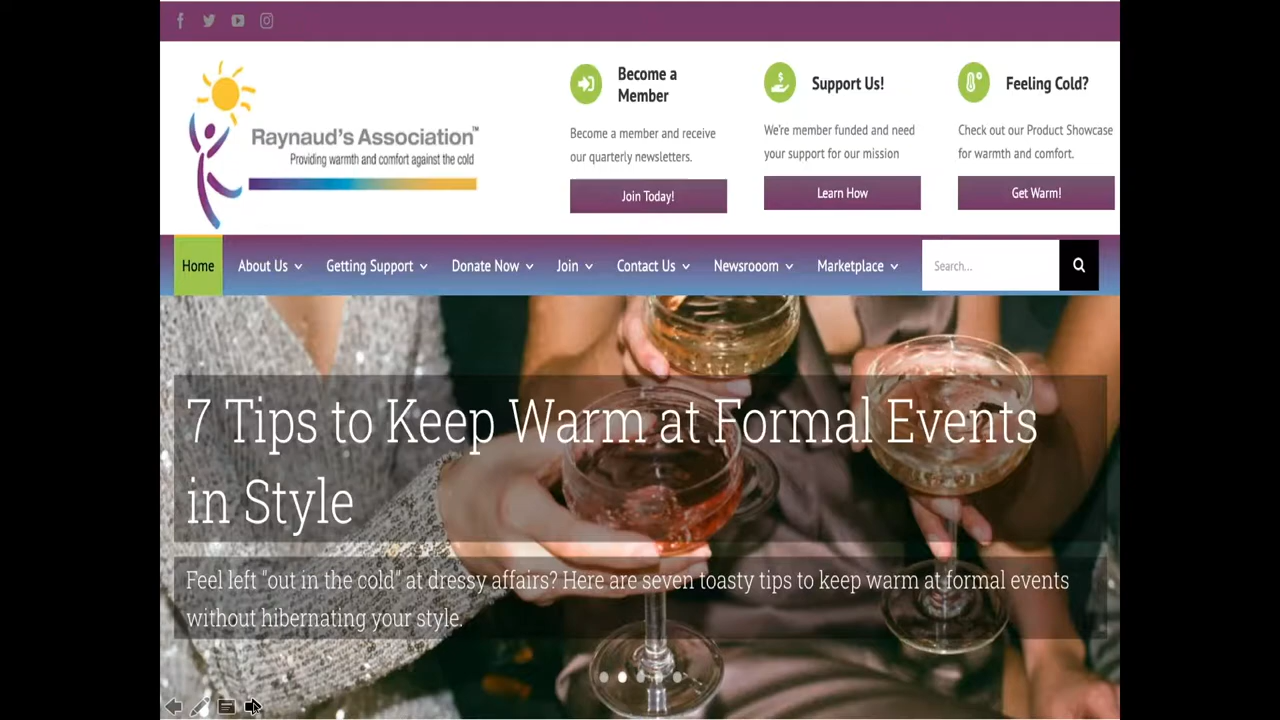 Become a
Member
Support Us!
Feeling Cold?
Raynaud's Association™
Providing warmth and comfort against the cold
Become a member and receive
our quarterly newsletters.
We're member funded and need
your support for our mission
Check out our Product Showcase
for warmth and comfort.
Join Today!
Learn How
Get Warm!
Home About Us Getting Support Donate Now Join Contact Us Newsrooom Marketplace Search...
7 Tips to Keep Warm at Formal Events
in Style
Feel left "out in the cold" at dressy affairs? Here are seven toasty tips to keep warm at formal events
without hibernating your style.